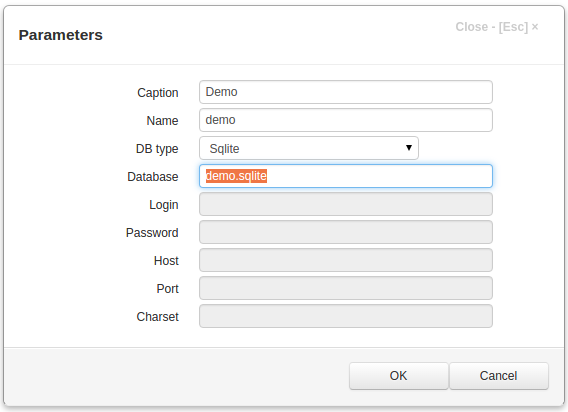 Parameters
Close - [Esc] ×
Caption Demo
Name demo
DB type Sqlite
Database demo.sqlite
Login
Password
Host
Port
Charset
OK Cancel